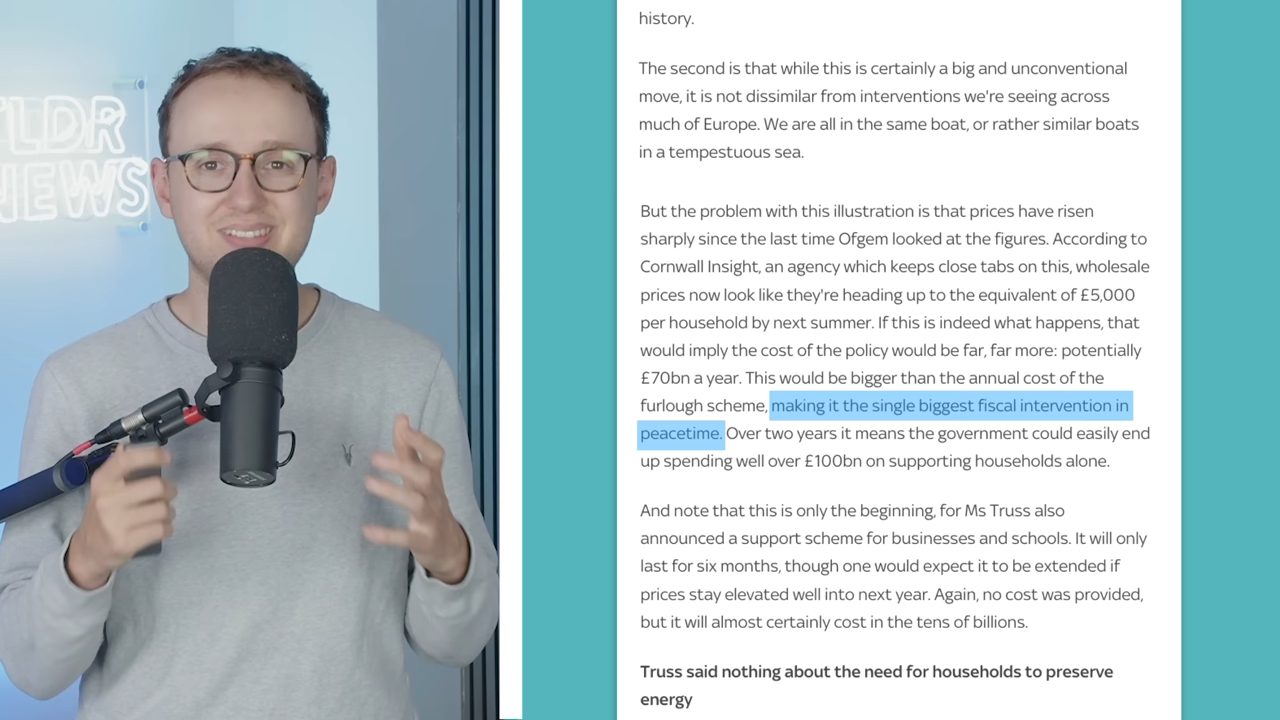 TLDR
NEWS
history.
The second is that while this is certainly a big and unconventional
move, it is not dissimilar from interventions we're seeing across
much of Europe. We are all in the same boat, or rather similar boats
in a tempestuous sea.
But the problem with this illustration is that prices have risen
sharply since the last time Ofgem looked at the figures. According to
Cornwall Insight, an agency which keeps close tabs on this, wholesale
prices now look like they're heading up to the equivalent of £5,000
per household by next summer. If this is indeed what happens, that
would imply the cost of the policy would be far, far more: potentially
£70bn a year. This would be bigger than the annual cost of the
furlough scheme, making it the single biggest fiscal intervention in
peacetime. Over two years it means the government could easily end
up spending well over £100bn on supporting households alone.
And note that this is only the beginning, for Ms Truss also
announced a support scheme for businesses and schools. It will only
last for six months, though one would expect it to be extended if
prices stay elevated well into next year. Again, no cost was provided,
but it will almost certainly cost in the tens of billions.
Truss said nothing about the need for households to preserve
energy